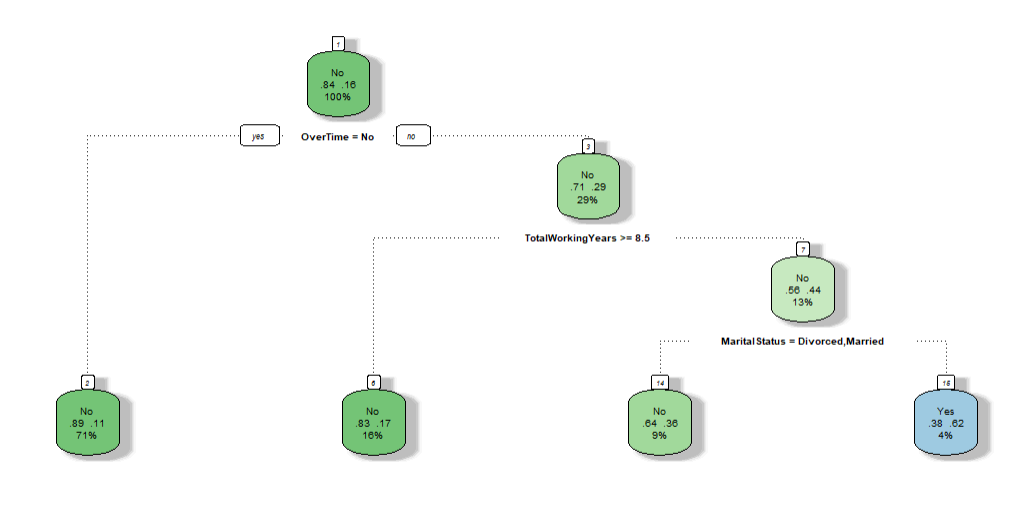 1
No
.84 .16
100%
yes
OverTime = No
no
3
No
.71 .29
29%
TotalWorkingYears >= 8.5
7
No
.56 .44
13%
MaritalStatus = Divorced,Married
2
No
.89 .11
71%
6
No
.83 .17
16%
14
No
.64 .36
9%
15
Yes
.38 .62
4%